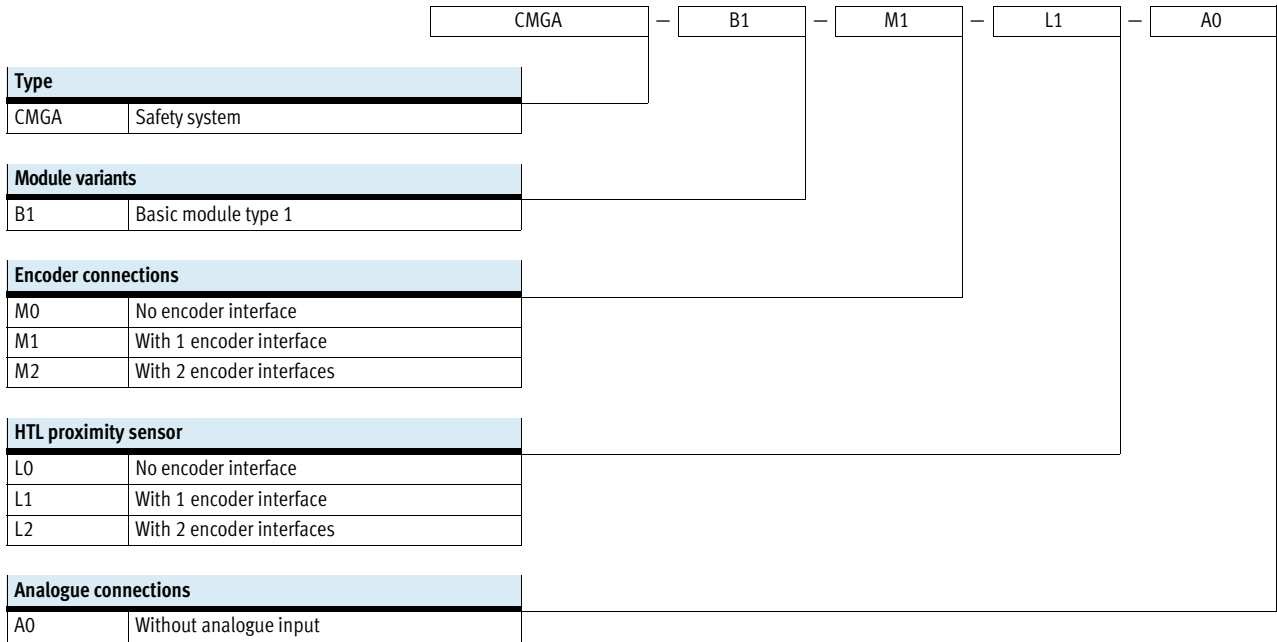 CMGA – B1 – M1 – L1 – A0
Type
CMGA Safety system
Module variants
B1 Basic module type 1
Encoder connections
M0 No encoder interface
M1 With 1 encoder interface
M2 With 2 encoder interfaces
HTL proximity sensor
L0 No encoder interface
L1 With 1 encoder interface
L2 With 2 encoder interfaces
Analogue connections
A0 Without analogue input